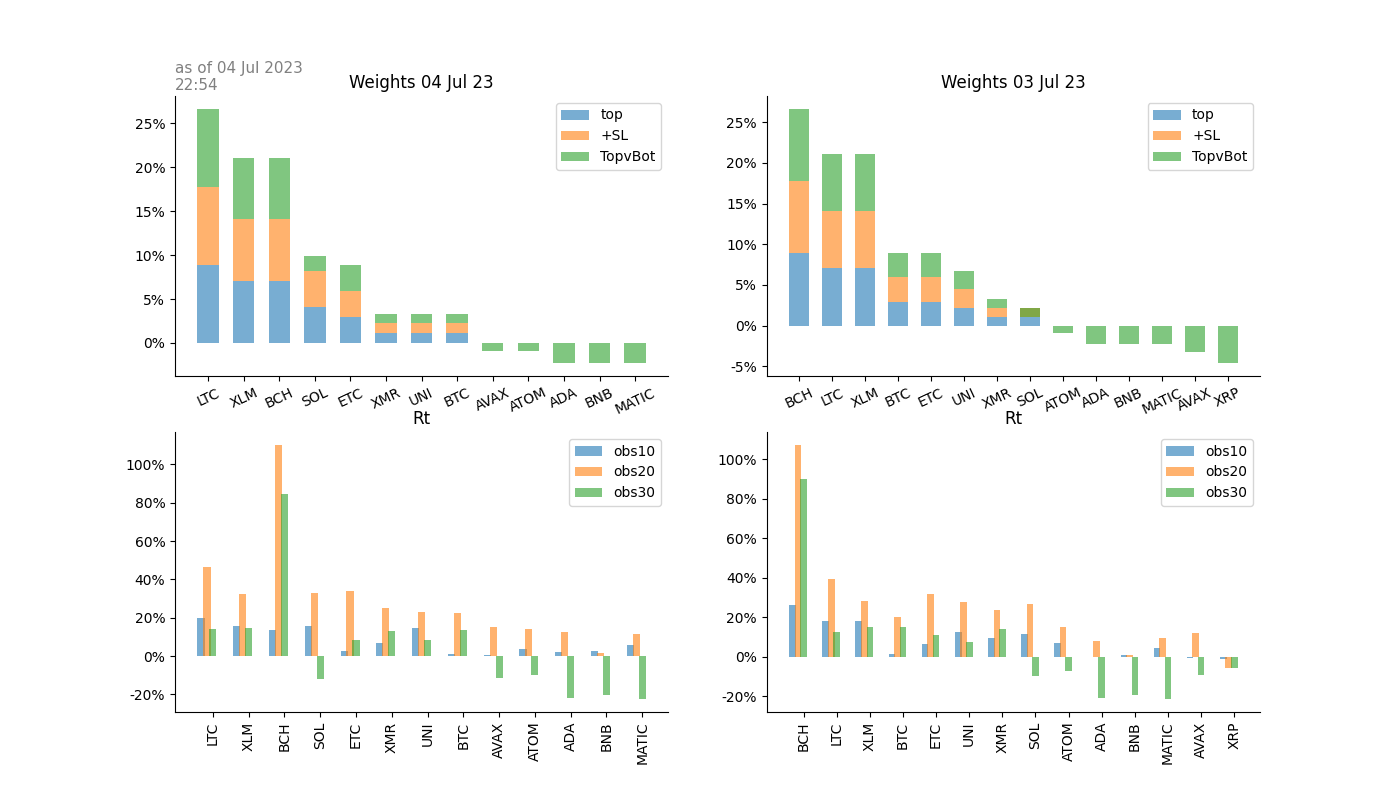 as of 04 Jul 2023
22:54
Weights 04 Jul 23
25%
20%
15%
10%
5%
0%
top
+SL
TopvBot
LTC XLM BCH SOL ETC XMR UNI BTC AVAX ATOM ADA BNB MATIC
Weights 03 Jul 23
25%
20%
15%
10%
5%
0%
-5%
top
+SL
TopvBot
BCH LTC XLM BTC ETC UNI XMR SOL ATOM ADA BNB MATIC AVAX XRP
Rt
100%
80%
60%
40%
20%
0%
-20%
obs10
obs20
obs30
LTC XLM BCH SOL ETC XMR UNI BTC AVAX ATOM ADA BNB MATIC
Rt
100%
80%
60%
40%
20%
0%
-20%
obs10
obs20
obs30
BCH LTC XLM BTC ETC UNI XMR SOL ATOM ADA BNB MATIC AVAX XRP